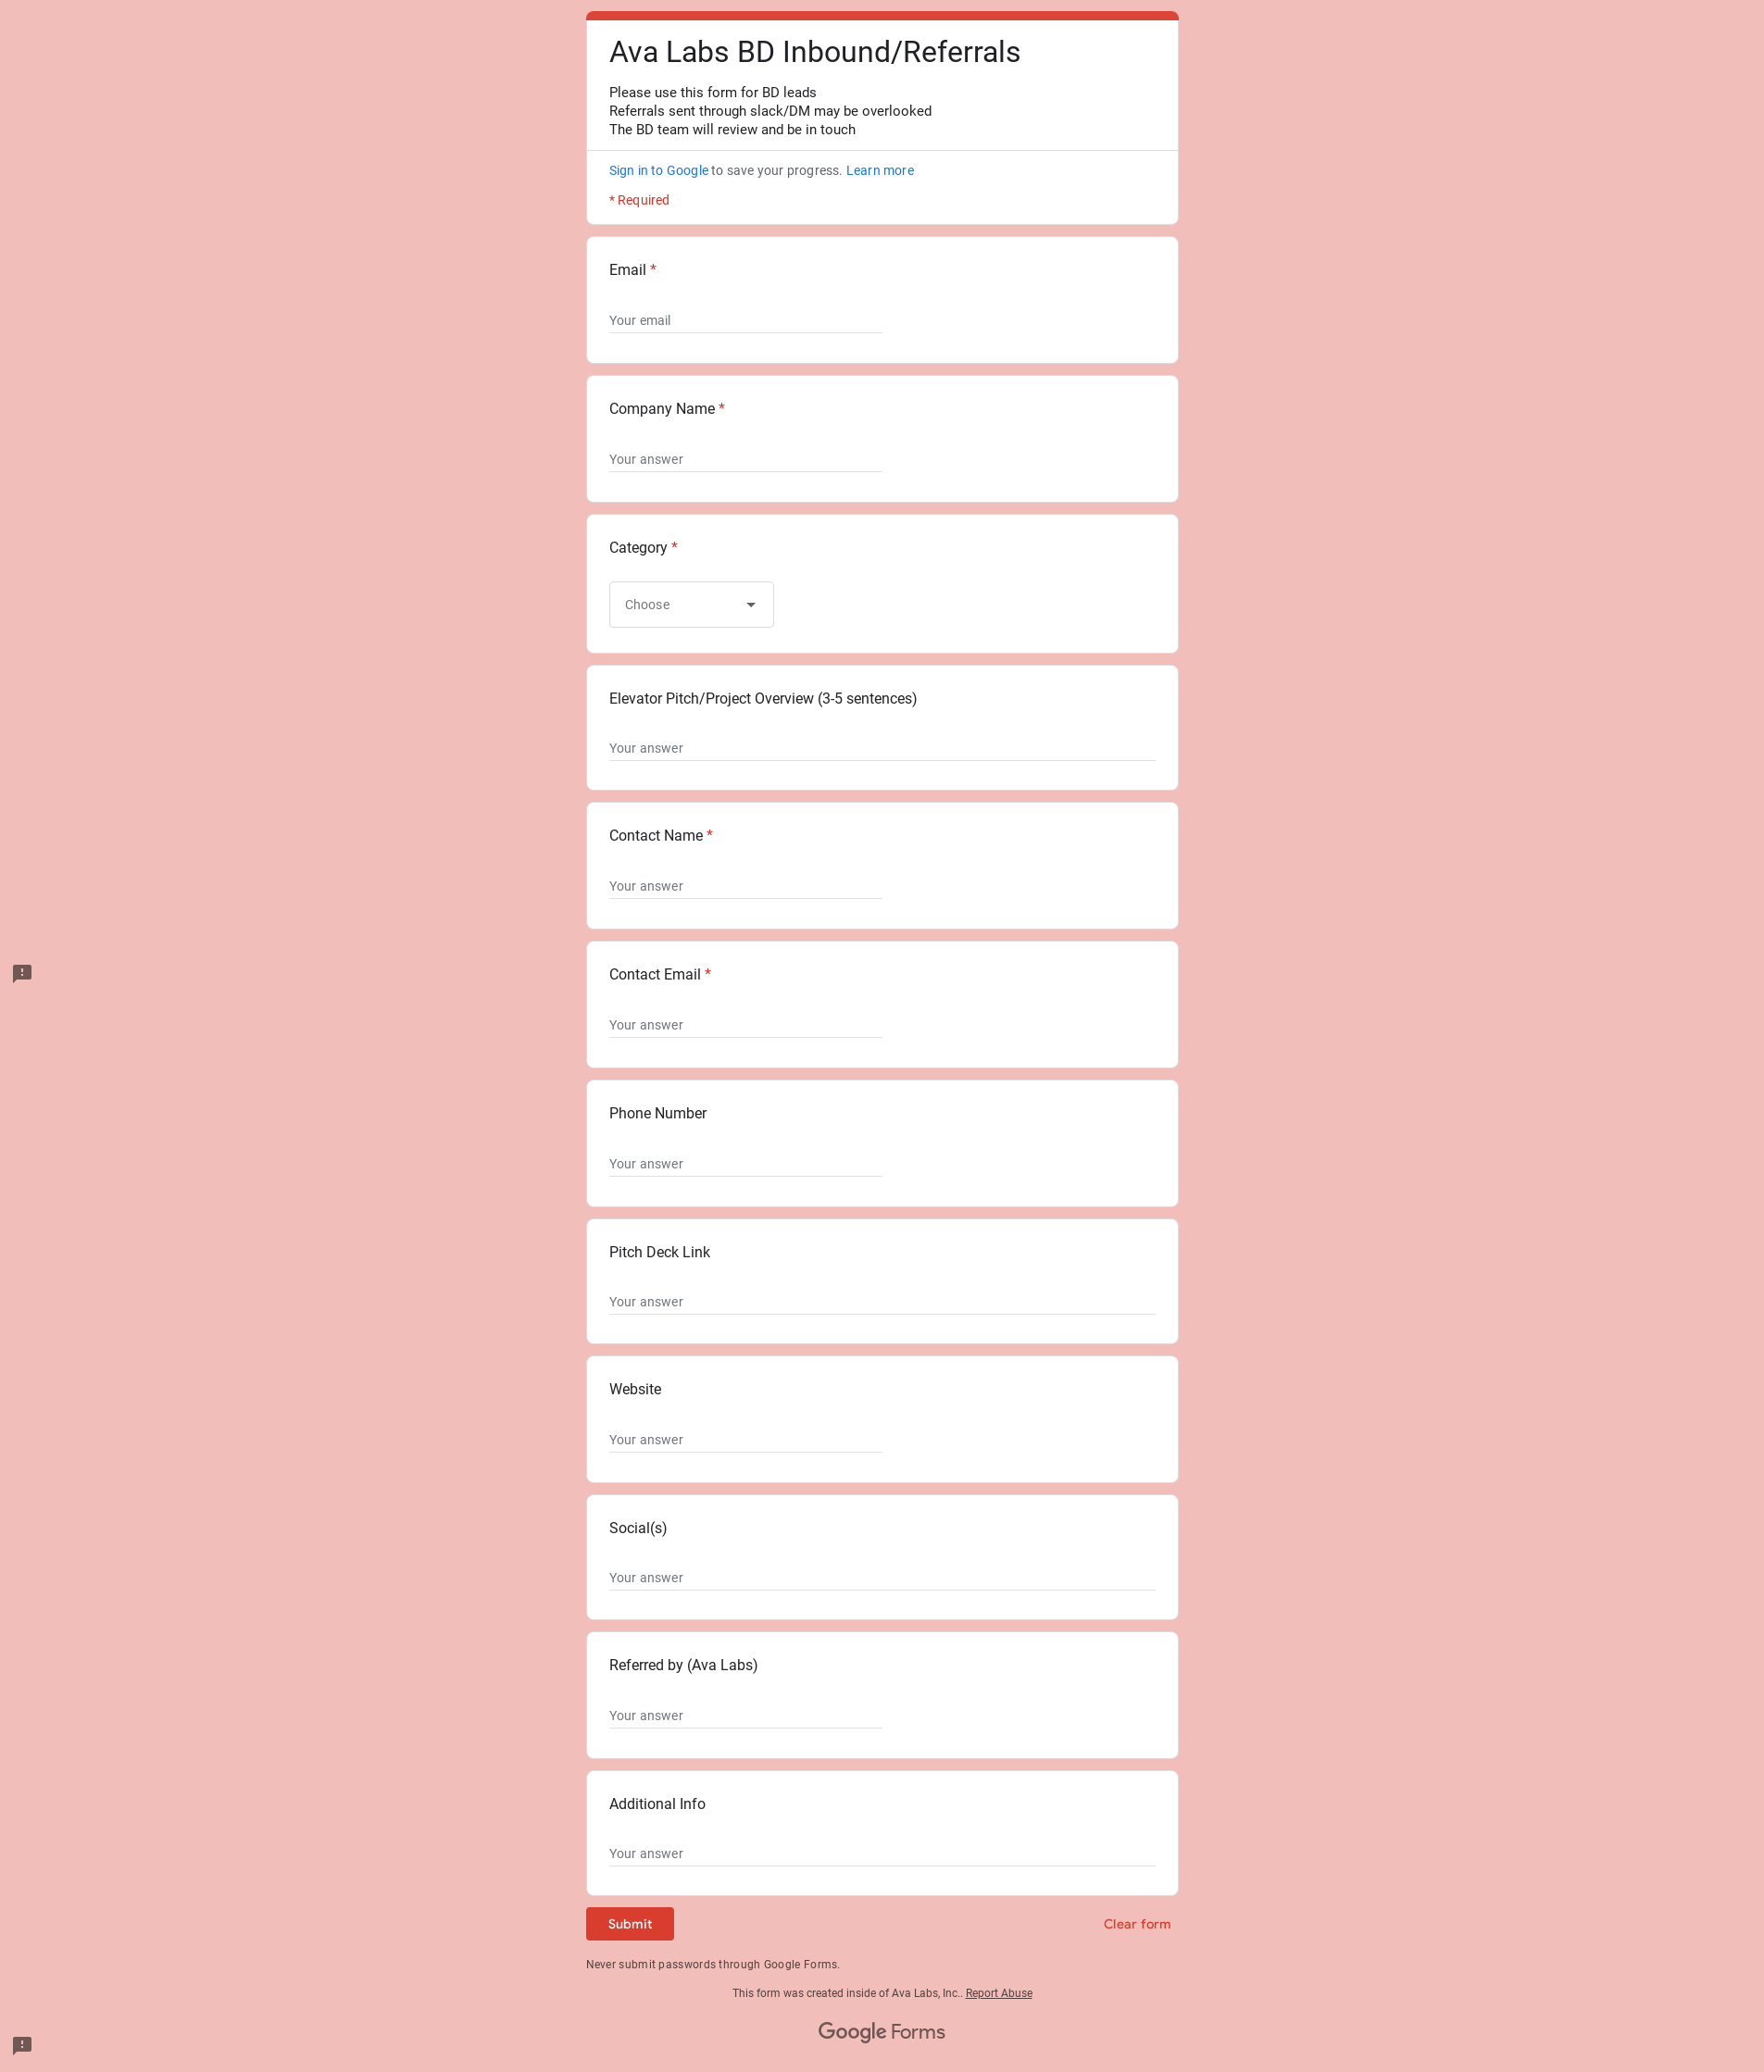 Ava Labs BD Inbound/Referrals
Please use this form for BD leads
Referrals sent through slack/DM may be overlooked
The BD team will review and be in touch
Sign in to Google to save your progress. Learn more
* Required
Email *
Your email
Company Name *
Your answer
Category *
Choose
Elevator Pitch/Project Overview (3-5 sentences)
Your answer
Contact Name *
Your answer
Contact Email *
Your answer
Phone Number
Your answer
Pitch Deck Link
Your answer
Website
Your answer
Social(s)
Your answer
Referred by (Ava Labs)
Your answer
Additional Info
Your answer
Submit
Clear form
Never submit passwords through Google Forms.
This form was created inside of Ava Labs, Inc.. Report Abuse
Google Forms